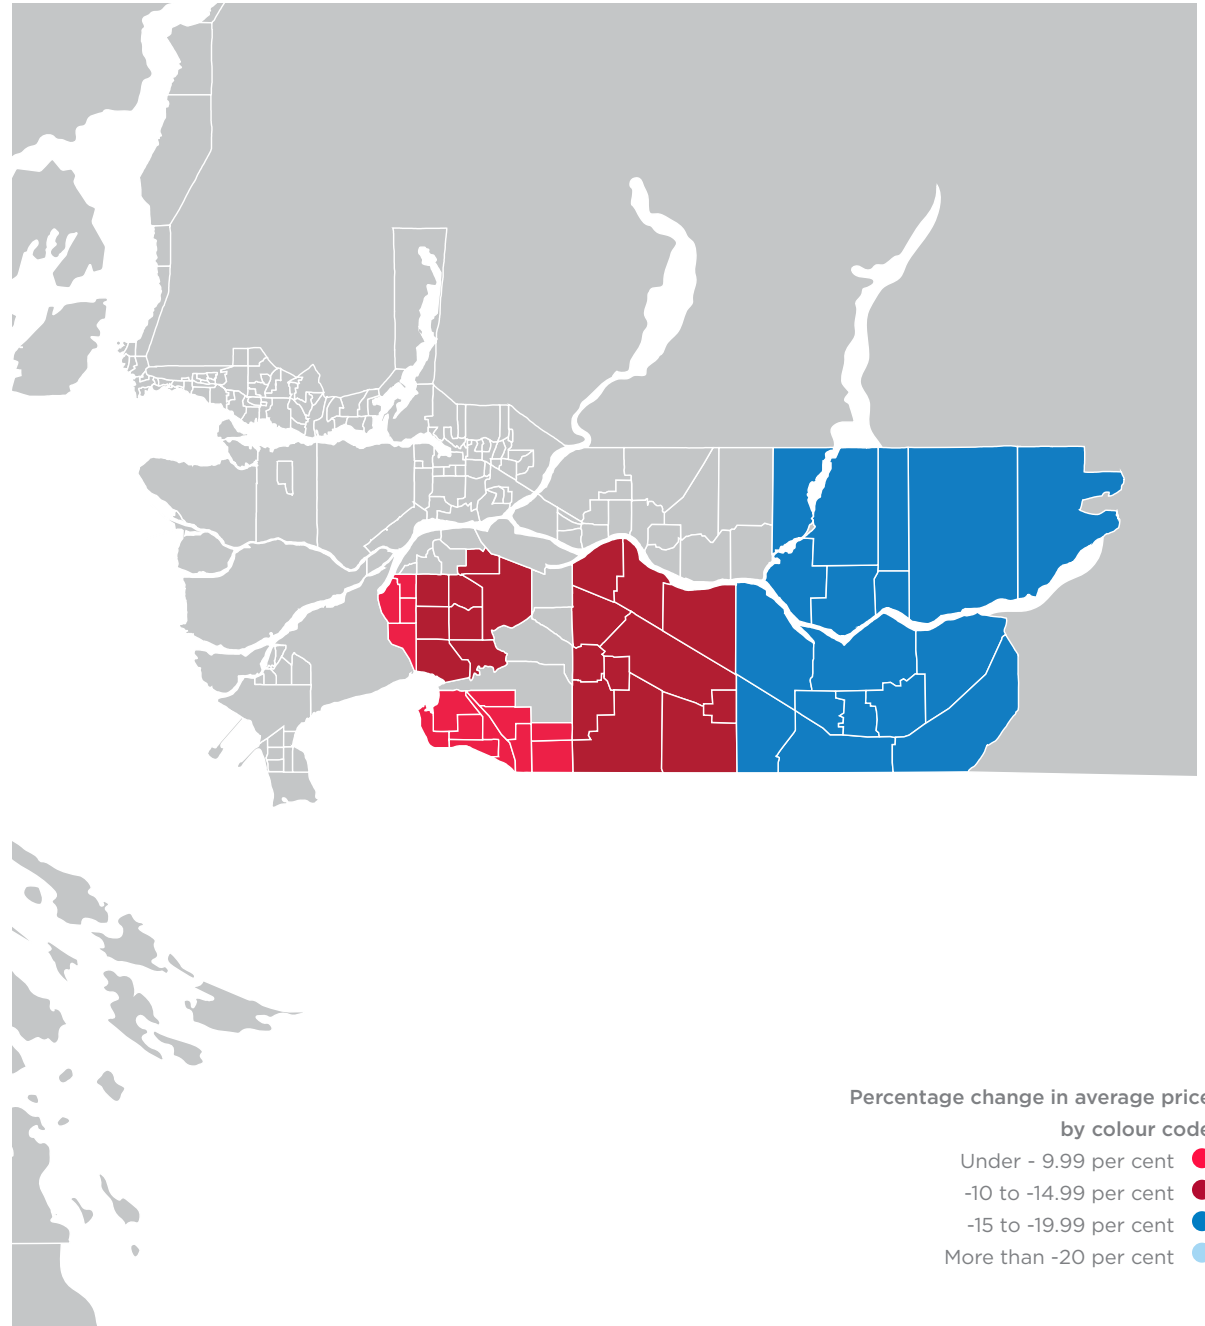 Percentage change in average price
by colour code
Under - 9.99 per cent
-10 to -14.99 per cent
-15 to -19.99 per cent
More than -20 per cent